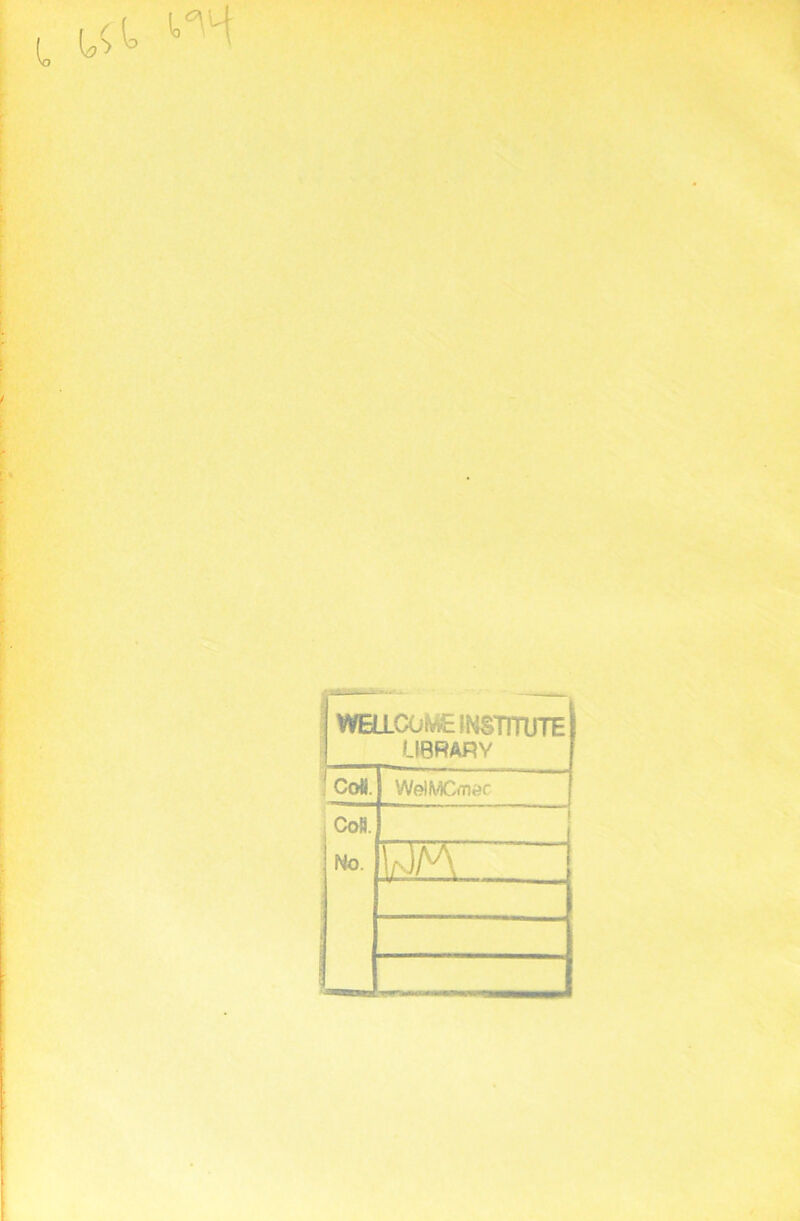 WELLCOME INSTITUTE
LIBRARY
Coll. WelMOmec
Coll.
No. WM